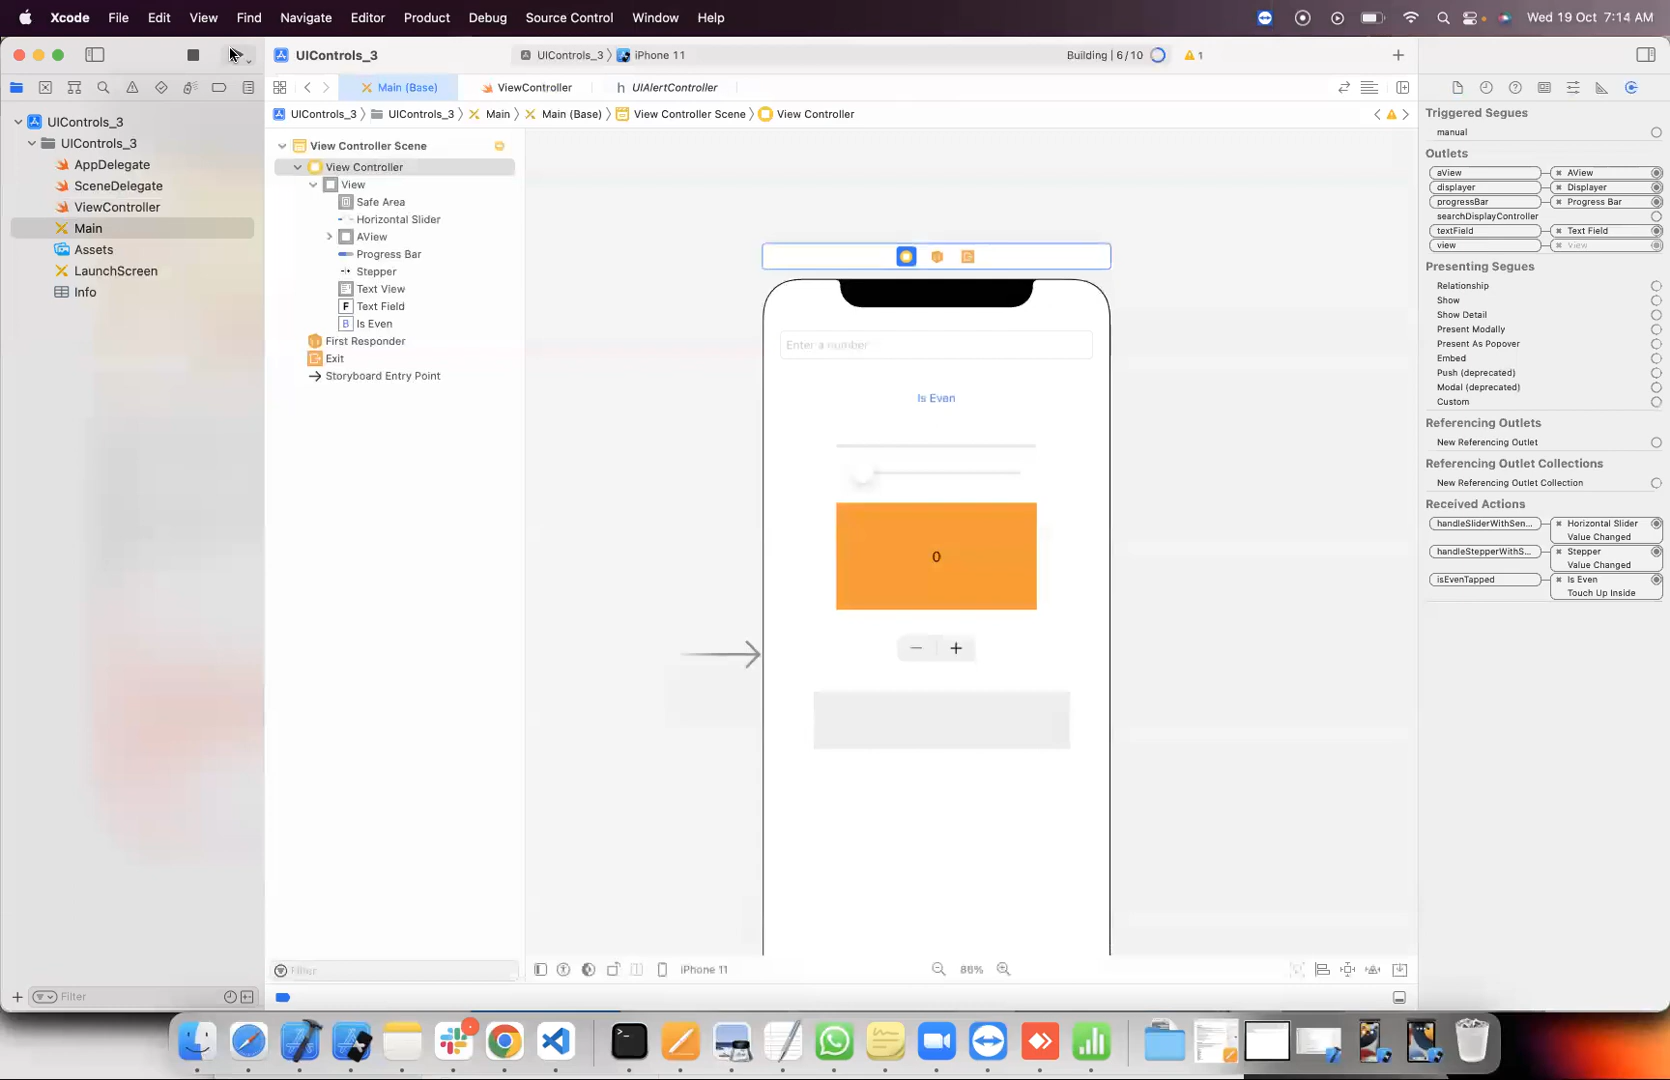 Xcode File Edit View Find Navigate Editor Product Debug Source Control Window Help Wed 19 Oct 7:14 AM
UIControls_3 UIControls_3 iPhone 11 Building | 6/10 1
Main (Base) ViewController UIAlertController
UIControls_3 UIControls_3 Main Main (Base) View Controller Scene View Controller
UIControls_3
UIControls_3
AppDelegate
SceneDelegate
ViewController
Main
Assets
LaunchScreen
Info
Filter
View Controller Scene
View Controller
View
Safe Area
Horizontal Slider
AView
Progress Bar
Stepper
Text View
F Text Field
B Is Even
First Responder
Exit
Storyboard Entry Point
Filter
Enter a number
Is Even
0
iPhone 11 86%
Triggered Segues
manual
Outlets
aView AView
displayer Displayer
progressBar Progress Bar
searchDisplayController
textField Text Field
view View
Presenting Segues
Relationship
Show
Show Detail
Present Modally
Present As Popover
Embed
Push (deprecated)
Modal (deprecated)
Custom
Referencing Outlets
New Referencing Outlet
Referencing Outlet Collections
New Referencing Outlet Collection
Received Actions
handleSliderWithSen... Horizontal Slider
Value Changed
handleStepperWithS... Stepper
Value Changed
isEvenTapped Is Even
Touch Up Inside